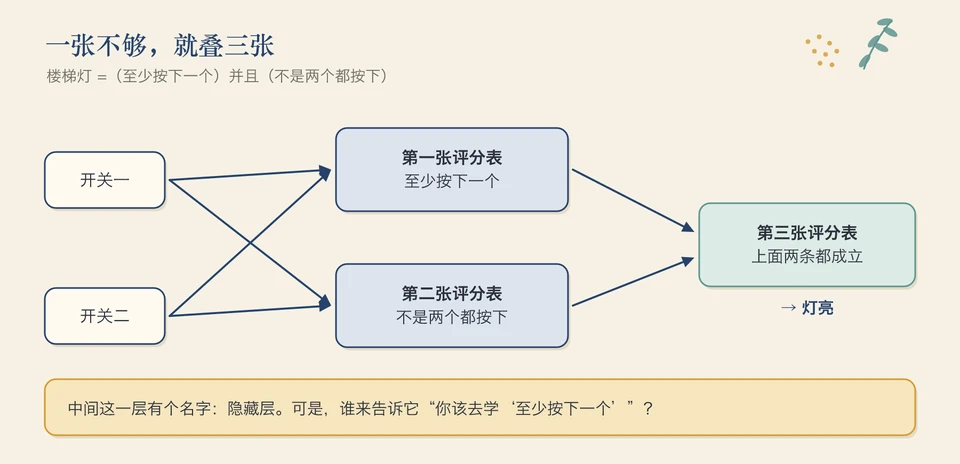 一张不够，就叠三张
楼梯灯 =（至少按下一个）并且（不是两个都按下）
开关一
第一张评分表
至少按下一个
第三张评分表
上面两条都成立
开关二
第二张评分表
不是两个都按下
→ 灯亮
中间这一层有个名字：隐藏层。可是，谁来告诉它“你该去学‘至少按下一个’”？